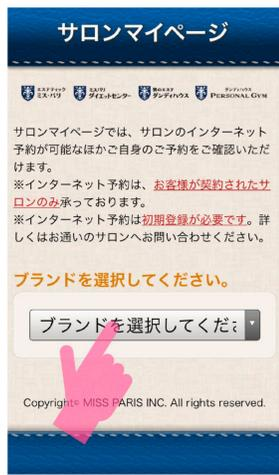 サロンマイページ
エステティック ミス・パリ
ミス・パリ ダイエットセンター
男のエステ ダンディハウス
ダンディハウス PERSONAL GYM
サロンマイページでは、サロンのインターネット
予約が可能なほかご自身のご予約をご確認いただ
けます。
※インターネット予約は、お客様が契約されたサ
ロンのみ承っております。
※インターネット予約は初期登録が必要です。詳
しくはお通いのサロンへお問い合わせください。
ブランドを選択してください。
ブランドを選択してくださ
Copyright© MISS PARIS INC. All rights reserved.